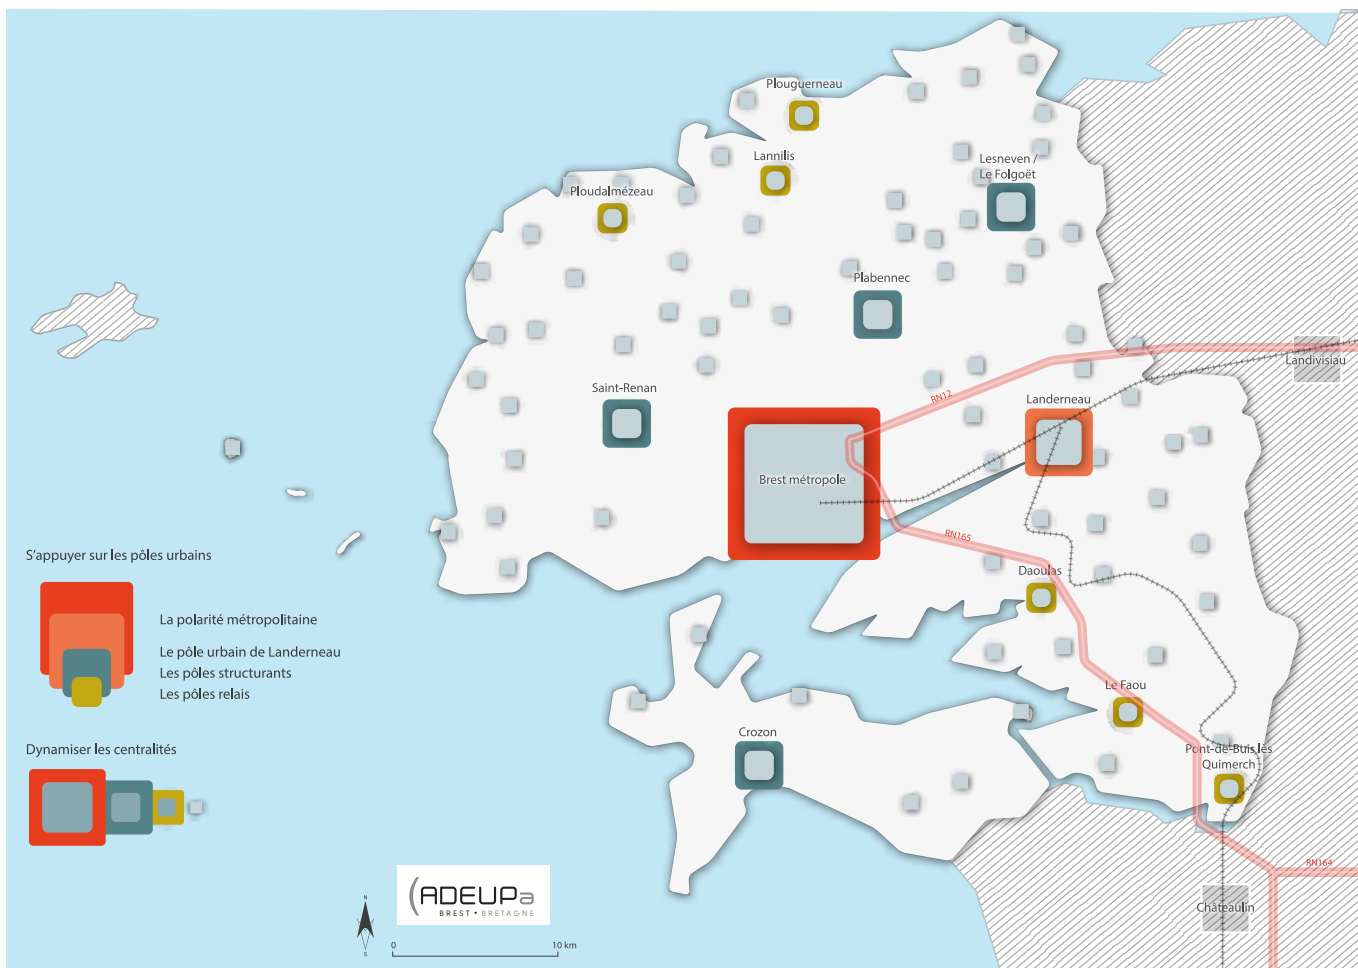 Plouguerneau
Lannilis
Lesneven /
Le Folgoët
Ploudalmézeau
Plabennec
Landivisiau
Saint-Renan
RN12
Landerneau
Brest métropole
RN165
S'appuyer sur les pôles urbains
La polarité métropolitaine
Le pôle urbain de Landerneau
Les pôles structurants
Les pôles relais
Daoulas
Le Faou
Crozon
Dynamiser les centralités
Pont-de-Buis lès
Quimerch
RN164
Châteaulin
ADEUPa
BREST • BRETAGNE
N
S
0
10 km